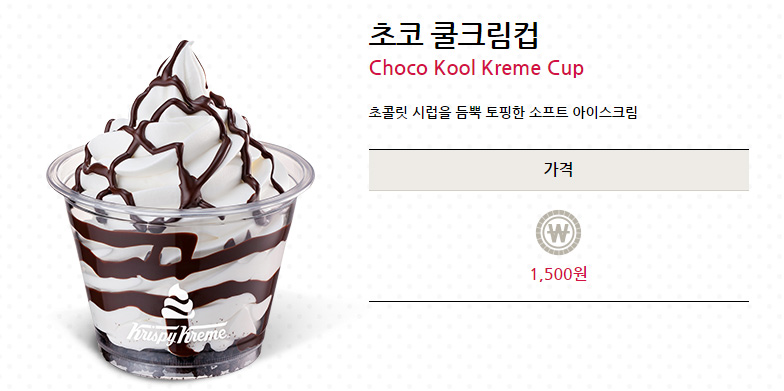 초코 쿨크림컵
Choco Kool Kreme Cup
초콜릿 시럽을 듬뿍 토핑한 소프트 아이스크림
가격
₩
1,500원
Krispy Kreme